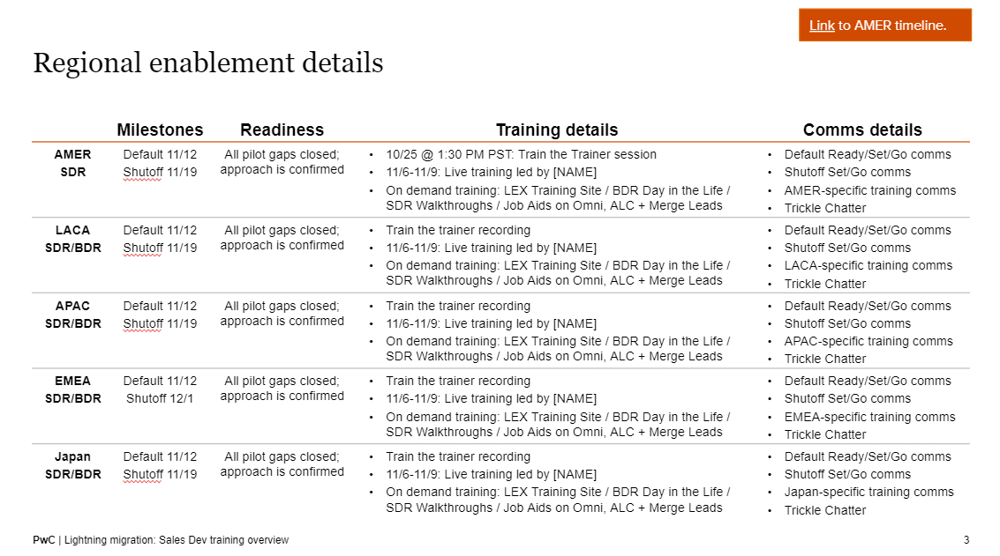 Link to AMER timeline.
Regional enablement details
Milestones Readiness Training details Comms details
AMER
SDR
Default 11/12
Shutoff 11/19
All pilot gaps closed;
approach is confirmed
• 10/25 @ 1:30 PM PST: Train the Trainer session
• 11/6-11/9: Live training led by [NAME]
• On demand training: LEX Training Site / BDR Day in the Life /
SDR Walkthroughs / Job Aids on Omni, ALC + Merge Leads
• Default Ready/Set/Go comms
• Shutoff Set/Go comms
• AMER-specific training comms
• Trickle Chatter
LACA
SDR/BDR
Default 11/12
Shutoff 11/19
All pilot gaps closed;
approach is confirmed
• Train the trainer recording
• 11/6-11/9: Live training led by [NAME]
• On demand training: LEX Training Site / BDR Day in the Life /
SDR Walkthroughs / Job Aids on Omni, ALC + Merge Leads
• Default Ready/Set/Go comms
• Shutoff Set/Go comms
• LACA-specific training comms
• Trickle Chatter
APAC
SDR/BDR
Default 11/12
Shutoff 11/19
All pilot gaps closed;
approach is confirmed
• Train the trainer recording
• 11/6-11/9: Live training led by [NAME]
• On demand training: LEX Training Site / BDR Day in the Life /
SDR Walkthroughs / Job Aids on Omni, ALC + Merge Leads
• Default Ready/Set/Go comms
• Shutoff Set/Go comms
• APAC-specific training comms
• Trickle Chatter
EMEA
SDR/BDR
Default 11/12
Shutoff 12/1
All pilot gaps closed;
approach is confirmed
• Train the trainer recording
• 11/6-11/9: Live training led by [NAME]
• On demand training: LEX Training Site / BDR Day in the Life /
SDR Walkthroughs / Job Aids on Omni, ALC + Merge Leads
• Default Ready/Set/Go comms
• Shutoff Set/Go comms
• EMEA-specific training comms
• Trickle Chatter
Japan
SDR/BDR
Default 11/12
Shutoff 11/19
All pilot gaps closed;
approach is confirmed
• Train the trainer recording
• 11/6-11/9: Live training led by [NAME]
• On demand training: LEX Training Site / BDR Day in the Life /
SDR Walkthroughs / Job Aids on Omni, ALC + Merge Leads
• Default Ready/Set/Go comms
• Shutoff Set/Go comms
• Japan-specific training comms
• Trickle Chatter
PwC | Lightning migration: Sales Dev training overview
3